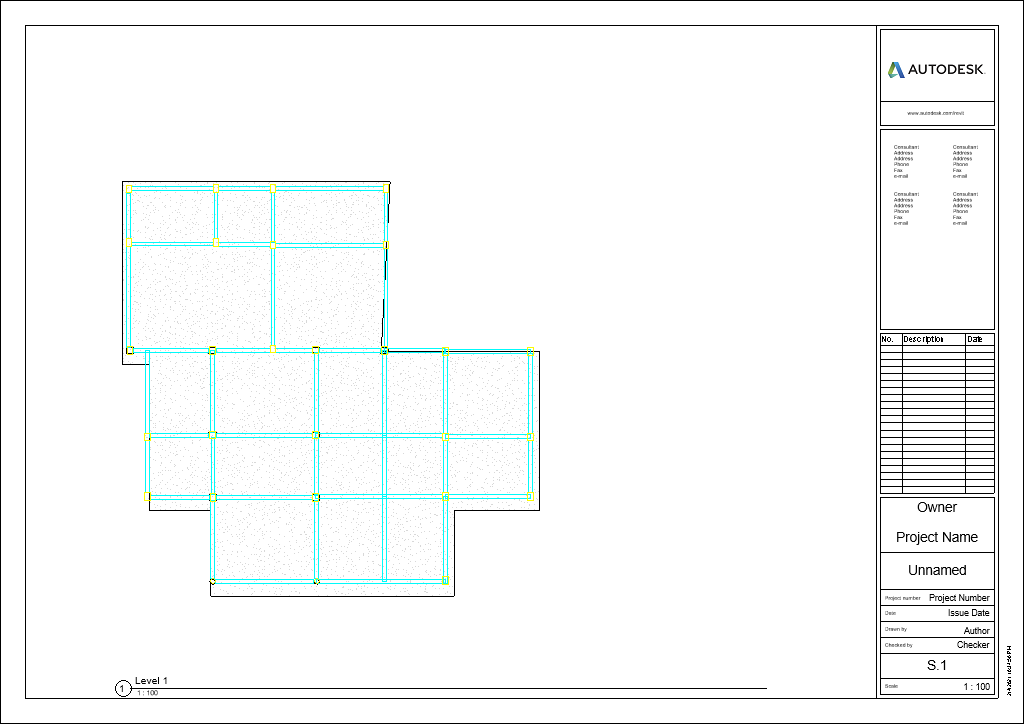 AUTODESK.
www.autodesk.com/revit
Consultant
Address
Address
Phone
Fax
e-mail
Consultant
Address
Address
Phone
Fax
e-mail
Consultant
Address
Address
Address
Phone
Fax
e-mail
Consultant
Address
Address
Address
Phone
Fax
e-mail
No. Description Date
Owner
Project Name
Unnamed
Project number Project Number
Date Issue Date
Drawn by Author
Checked by Checker
S.1
Scale 1 : 100
1 Level 1
1 : 100